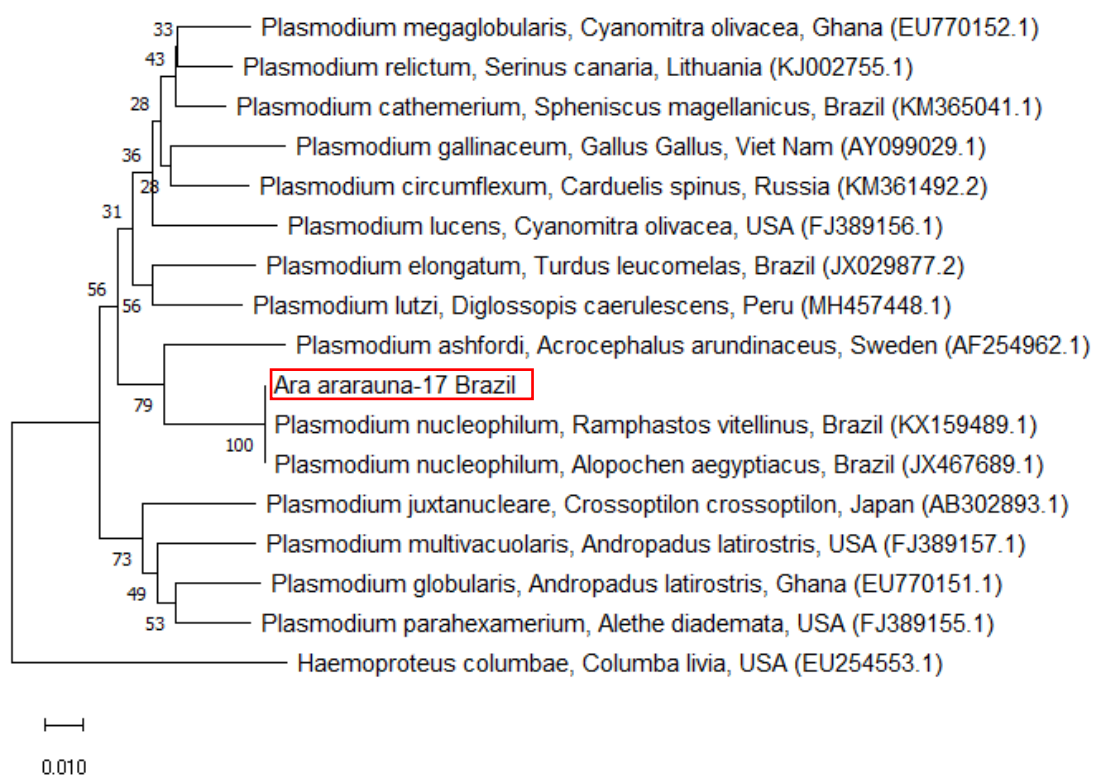 33
Plasmodium megaglobularis, Cyanomitra olivacea, Ghana (EU770152.1)
43
Plasmodium relictum, Serinus canaria, Lithuania (KJ002755.1)
28
Plasmodium cathemerium, Spheniscus magellanicus, Brazil (KM365041.1)
36
Plasmodium gallinaceum, Gallus Gallus, Viet Nam (AY099029.1)
28
Plasmodium circumflexum, Carduelis spinus, Russia (KM361492.2)
31
Plasmodium lucens, Cyanomitra olivacea, USA (FJ389156.1)
Plasmodium elongatum, Turdus leucomelas, Brazil (JX029877.2)
56
56
Plasmodium lutzi, Diglossopis caerulescens, Peru (MH457448.1)
Plasmodium ashfordi, Acrocephalus arundinaceus, Sweden (AF254962.1)
Ara ararauna-17 Brazil
79
Plasmodium nucleophilum, Ramphastos vitellinus, Brazil (KX159489.1)
100
Plasmodium nucleophilum, Alopochen aegyptiacus, Brazil (JX467689.1)
Plasmodium juxtanucleare, Crossoptilon crossoptilon, Japan (AB302893.1)
73
Plasmodium multivacuolaris, Andropadus latirostris, USA (FJ389157.1)
49
Plasmodium globularis, Andropadus latirostris, Ghana (EU770151.1)
53
Plasmodium parahexamerium, Alethe diademata, USA (FJ389155.1)
Haemoproteus columbae, Columba livia, USA (EU254553.1)
0.010